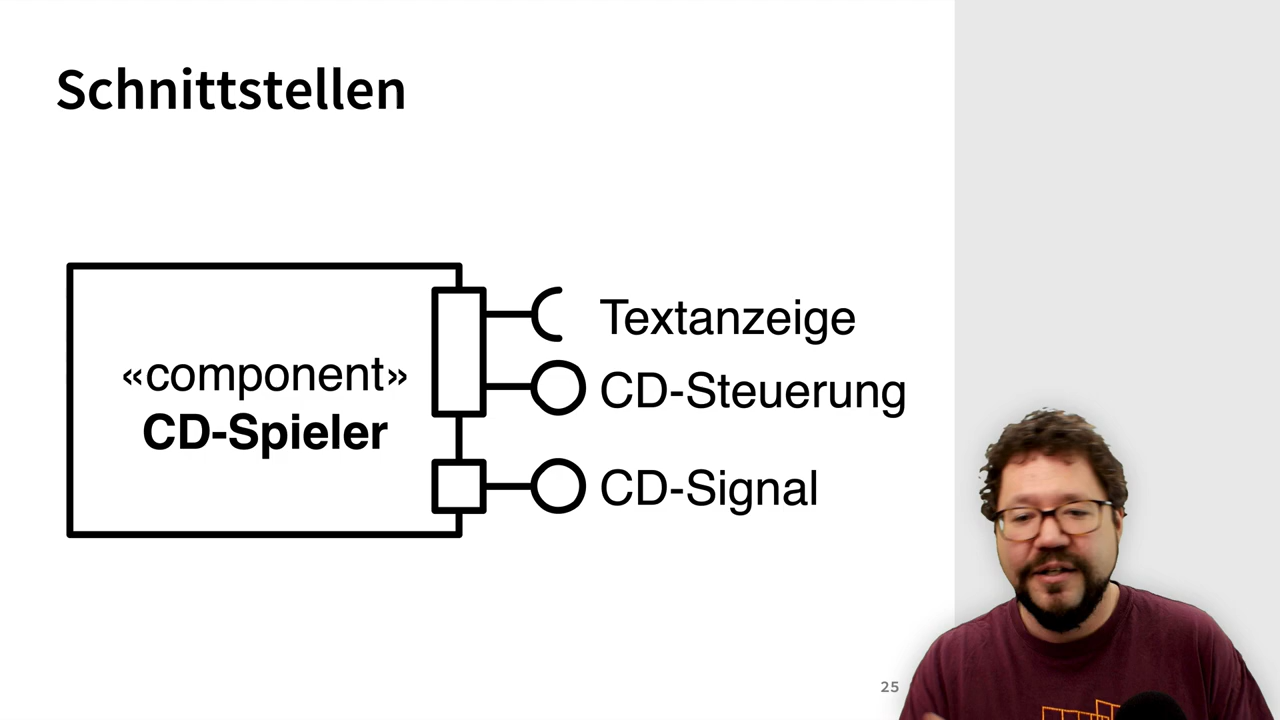 Schnittstellen
«component»
CD-Spieler
Textanzeige
CD-Steuerung
CD-Signal
25